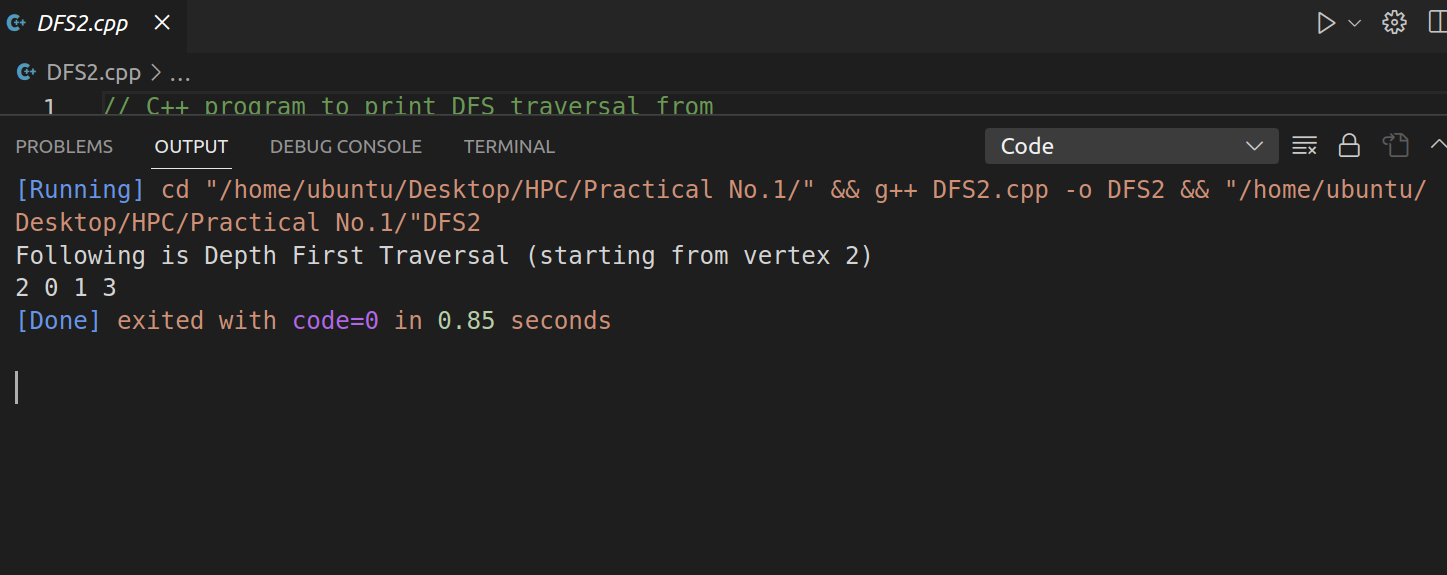 DFS2.cpp
DFS2.cpp > ...
1 // C++ program to print DFS traversal from
PROBLEMS OUTPUT DEBUG CONSOLE TERMINAL Code
[Running] cd "/home/ubuntu/Desktop/HPC/Practical No.1/" && g++ DFS2.cpp -o DFS2 && "/home/ubuntu/
Desktop/HPC/Practical No.1/"DFS2
Following is Depth First Traversal (starting from vertex 2)
2 0 1 3
[Done] exited with code=0 in 0.85 seconds